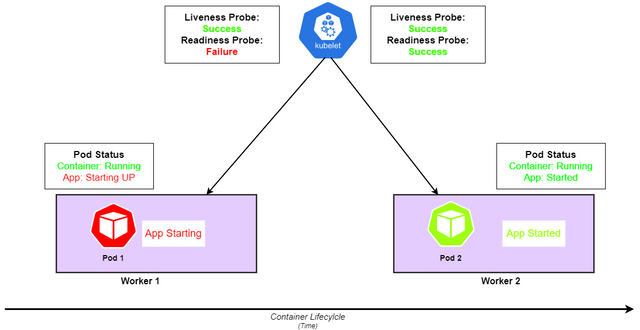 Liveness Probe:
Success
Readiness Probe:
Failure
kubelet
Liveness Probe:
Success
Readiness Probe:
Success
Pod Status
Container: Running
App: Starting UP
Pod Status
Container: Running
App: Started
App Starting
Pod 1
App Started
Pod 2
Worker 1
Worker 2
Container Lifecylcle
(Time)